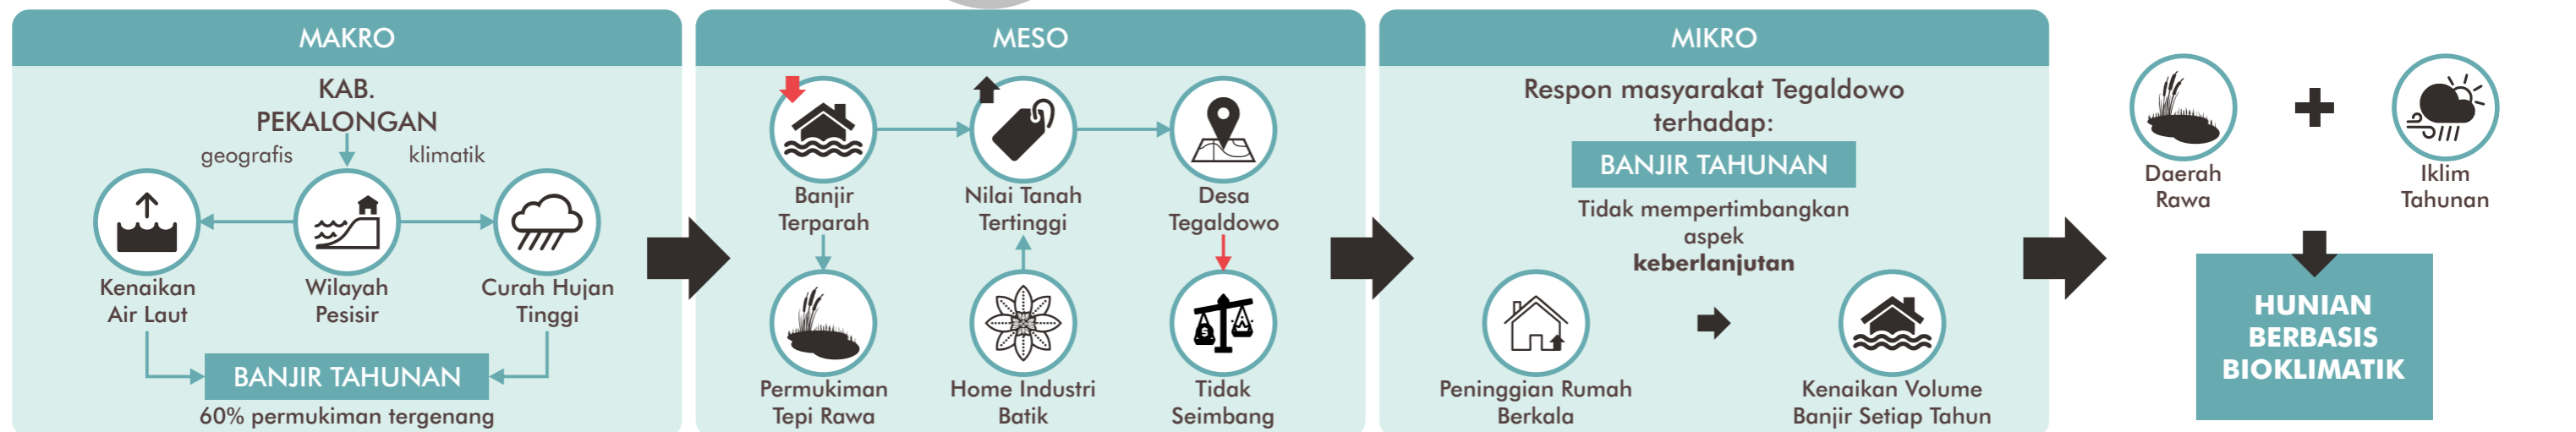 MAKRO
KAB.
PEKALONGAN
geografis
klimatik
Kenaikan
Air Laut
Wilayah
Pesisir
Curah Hujan
Tinggi
BANJIR TAHUNAN
60% permukiman tergenang
MESO
Banjir
Terparah
Nilai Tanah
Tertinggi
Desa
Tegaldowo
Permukiman
Tepi Rawa
Home Industri
Batik
$
Tidak
Seimbang
MIKRO
Respon masyarakat Tegaldowo
terhadap:
BANJIR TAHUNAN
Tidak mempertimbangkan
aspek
keberlanjutan
Peninggian Rumah
Berkala
Kenaikan Volume
Banjir Setiap Tahun
Daerah
Rawa
Iklim
Tahunan
HUNIAN
BERBASIS
BIOKLIMATIK